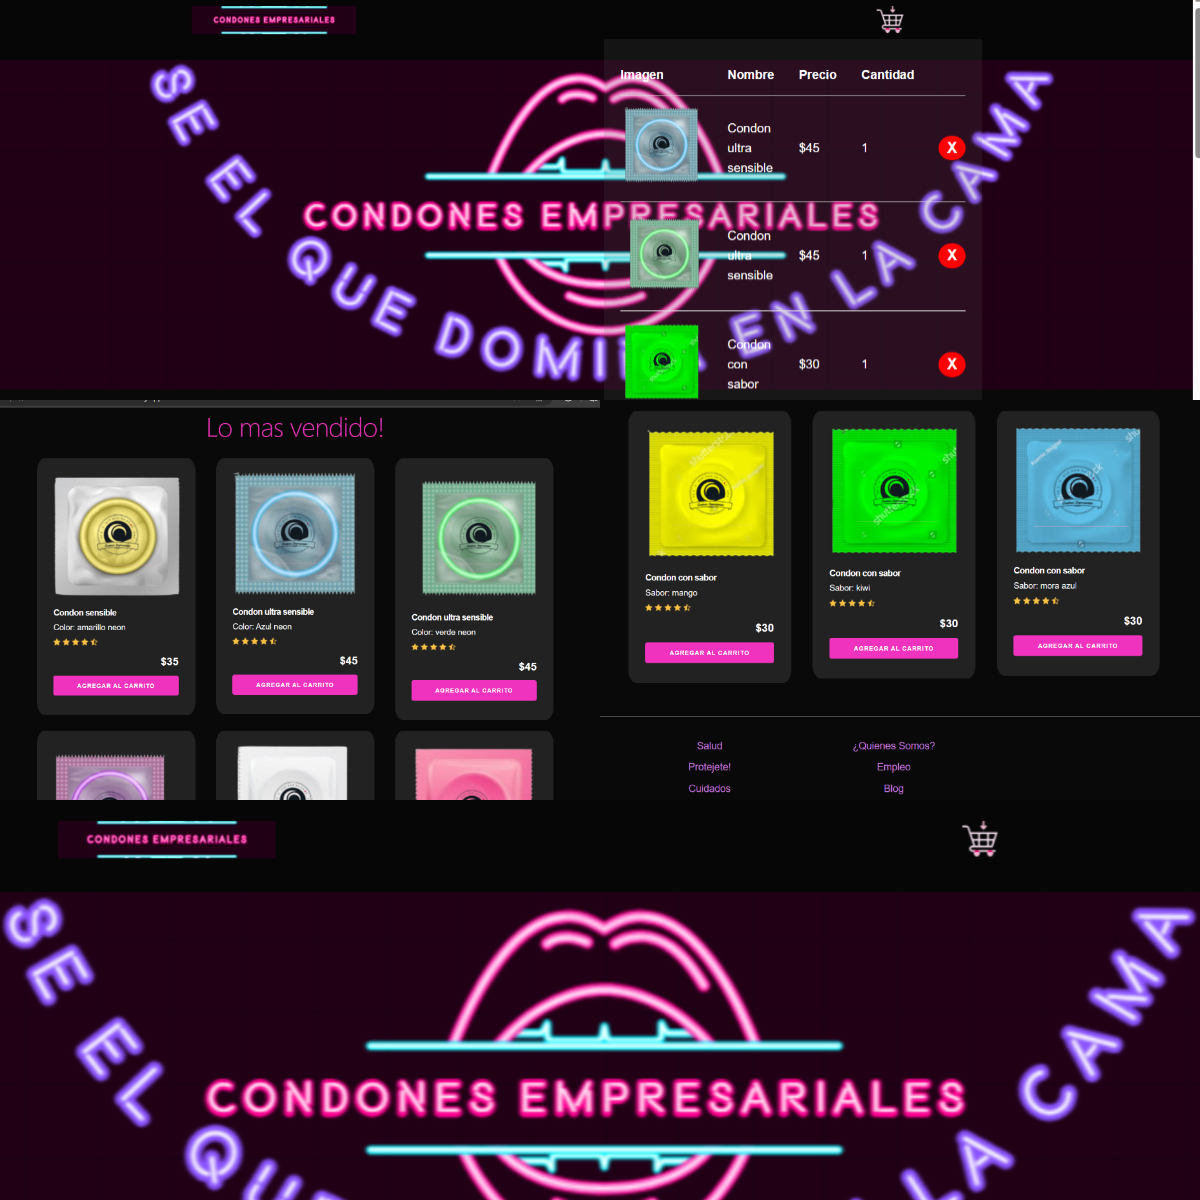 CONDONES EMPRESARIALES
SE EL QUE DOMINA EN LA CAMA
CONDONES EMPRESARIALES
Imagen Nombre Precio Cantidad
Condon
ultra
sensible
$45 1 X
Condon
ultra
sensible
$45 1 X
Condon
con
sabor
$30 1 X
Lo mas vendido!
Condon sensible
Color: amarillo neon
$35
AGREGAR AL CARRITO
Condon ultra sensible
Color: Azul neon
$45
AGREGAR AL CARRITO
Condon ultra sensible
Color: verde neon
$45
AGREGAR AL CARRITO
shutterstock
Condon con sabor
Sabor: mango
$30
AGREGAR AL CARRITO
shutterstock
shut
Condon con sabor
Sabor: kiwi
$30
AGREGAR AL CARRITO
shu
Condon con sabor
Sabor: mora azul
$30
AGREGAR AL CARRITO
Salud
Protejete!
Cuidados
¿Quienes Somos?
Empleo
Blog
CONDONES EMPRESARIALES
SE EL QU
LA CAMA
CONDONES EMPRESARIALES